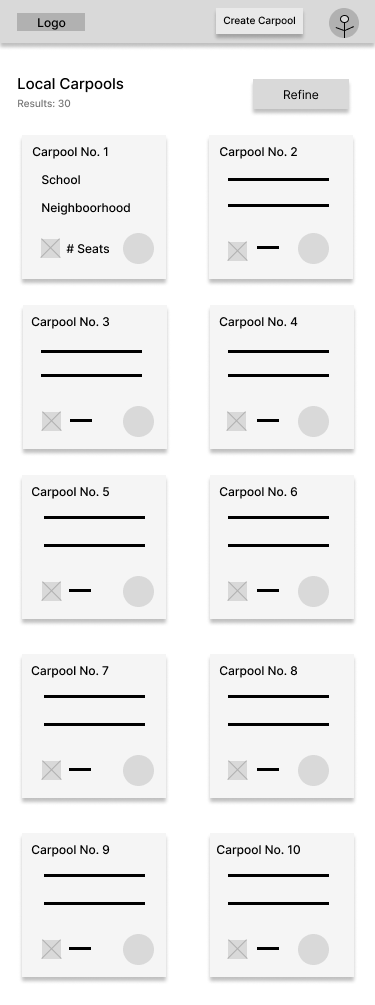 Logo
Create Carpool
Local Carpools
Results: 30
Refine
Carpool No. 1
School
Neighboorhood
# Seats
Carpool No. 2
Carpool No. 3
Carpool No. 4
Carpool No. 5
Carpool No. 6
Carpool No. 7
Carpool No. 8
Carpool No. 9
Carpool No. 10